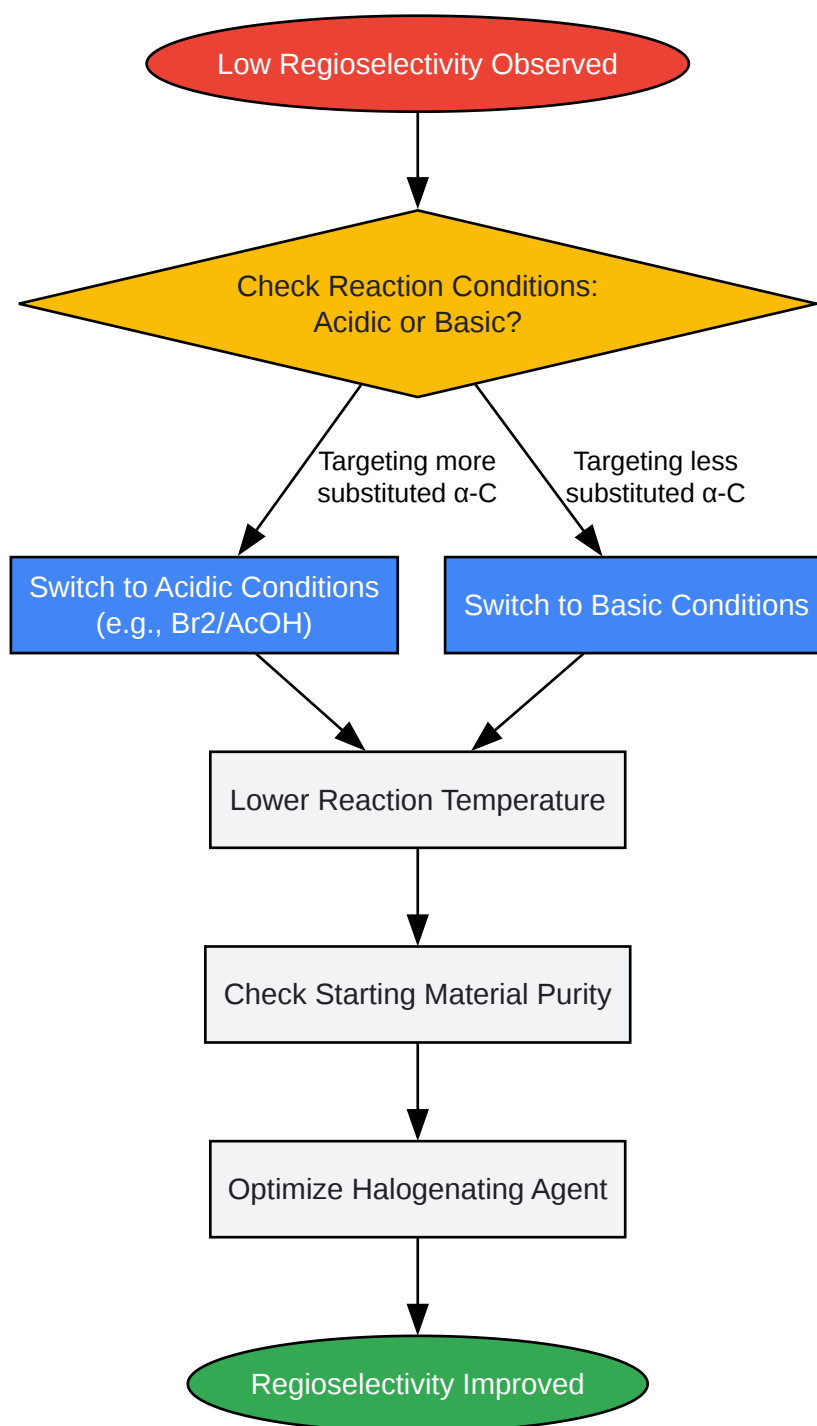 Low Regioselectivity Observed
Check Reaction Conditions:
Acidic or Basic?
Targeting more
substituted α-C
Targeting less
substituted α-C
Switch to Acidic Conditions
(e.g., Br2/AcOH)
Switch to Basic Conditions
Lower Reaction Temperature
Check Starting Material Purity
Optimize Halogenating Agent
Regioselectivity Improved